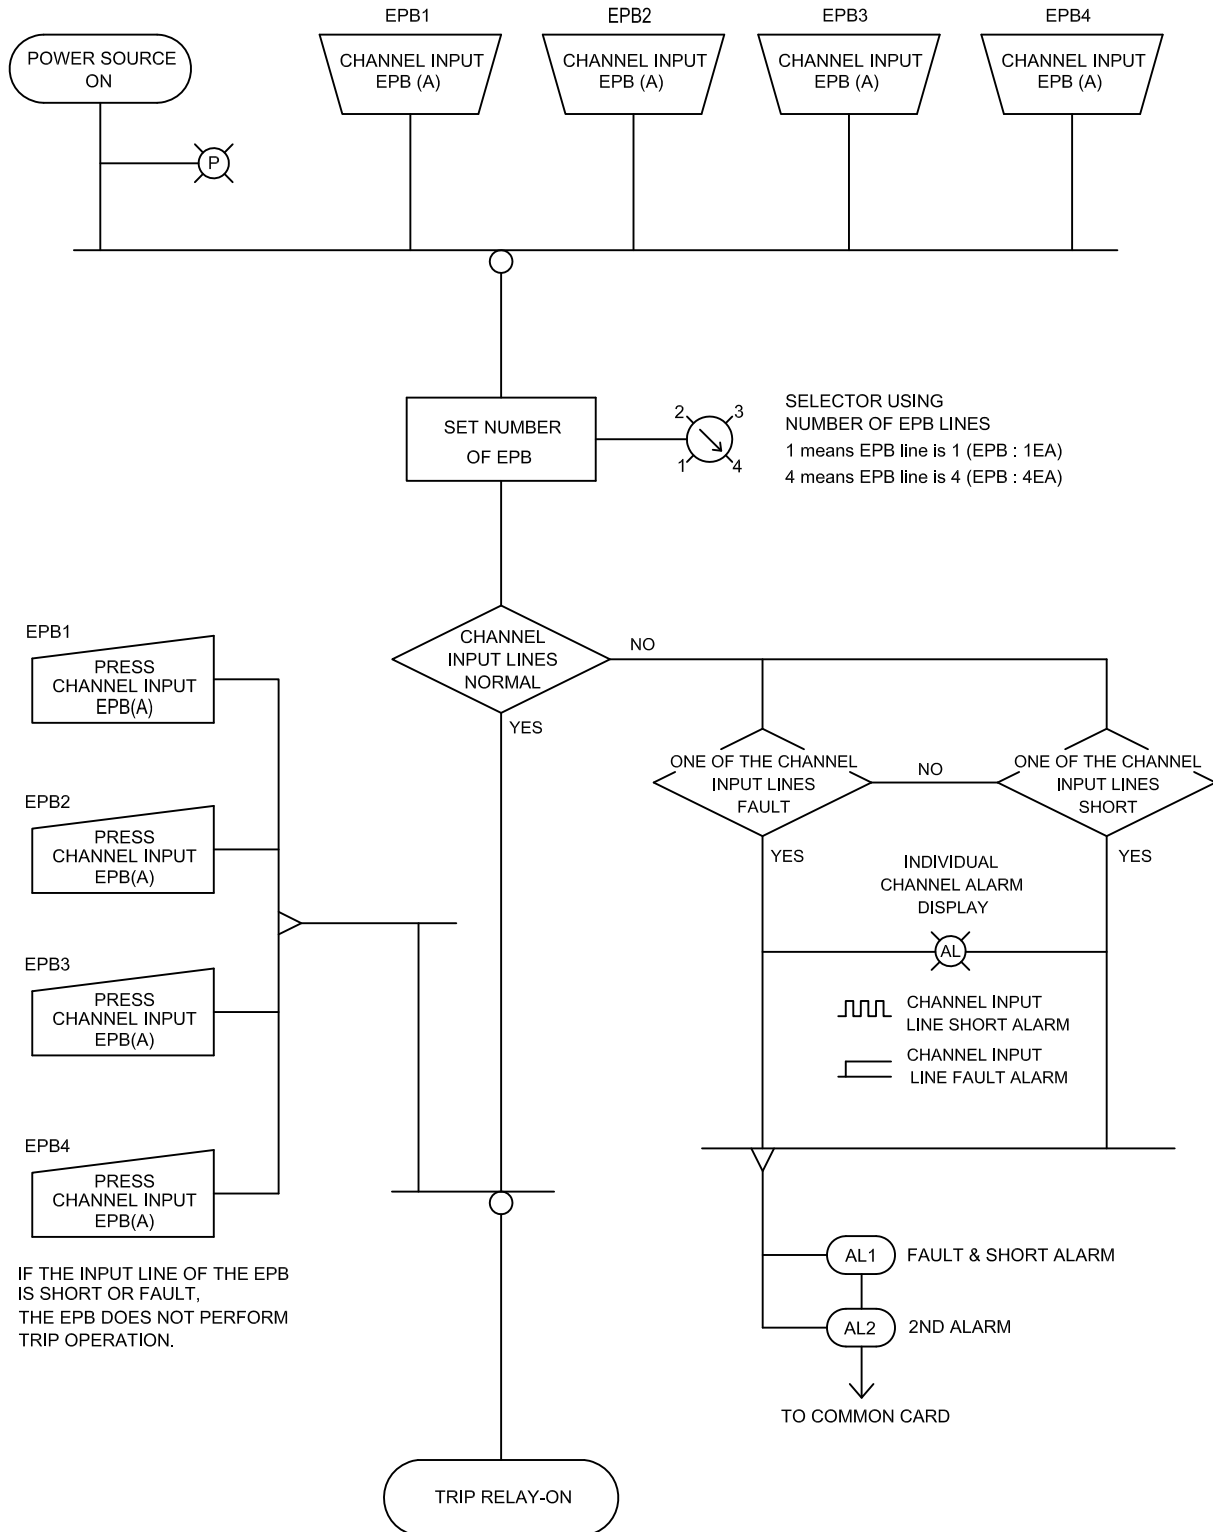 EPB1
EPB2
EPB3
EPB4
POWER SOURCE
ON
CHANNEL INPUT
EPB (A)
CHANNEL INPUT
EPB (A)
CHANNEL INPUT
EPB (A)
CHANNEL INPUT
EPB (A)
P
SET NUMBER
OF EPB
2
3
1
4
SELECTOR USING
NUMBER OF EPB LINES
1 means EPB line is 1 (EPB : 1EA)
4 means EPB line is 4 (EPB : 4EA)
CHANNEL
INPUT LINES
NORMAL
NO
YES
EPB1
PRESS
CHANNEL INPUT
EPB(A)
EPB2
PRESS
CHANNEL INPUT
EPB(A)
EPB3
PRESS
CHANNEL INPUT
EPB(A)
EPB4
PRESS
CHANNEL INPUT
EPB(A)
IF THE INPUT LINE OF THE EPB
IS SHORT OR FAULT,
THE EPB DOES NOT PERFORM
TRIP OPERATION.
ONE OF THE CHANNEL
INPUT LINES
FAULT
NO
ONE OF THE CHANNEL
INPUT LINES
SHORT
YES
YES
INDIVIDUAL
CHANNEL ALARM
DISPLAY
AL
CHANNEL INPUT
LINE SHORT ALARM
CHANNEL INPUT
LINE FAULT ALARM
AL1
FAULT & SHORT ALARM
AL2
2ND ALARM
TO COMMON CARD
TRIP RELAY-ON